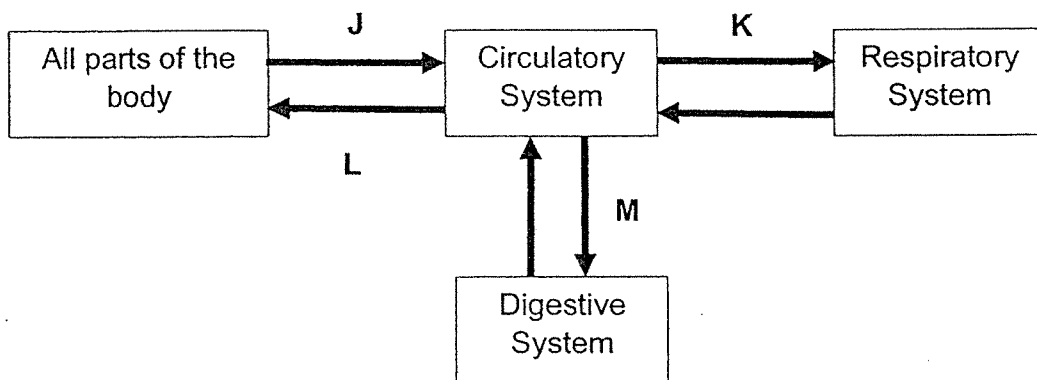 J
K
All parts of the
body
Circulatory
System
Respiratory
System
L
M
Digestive
System